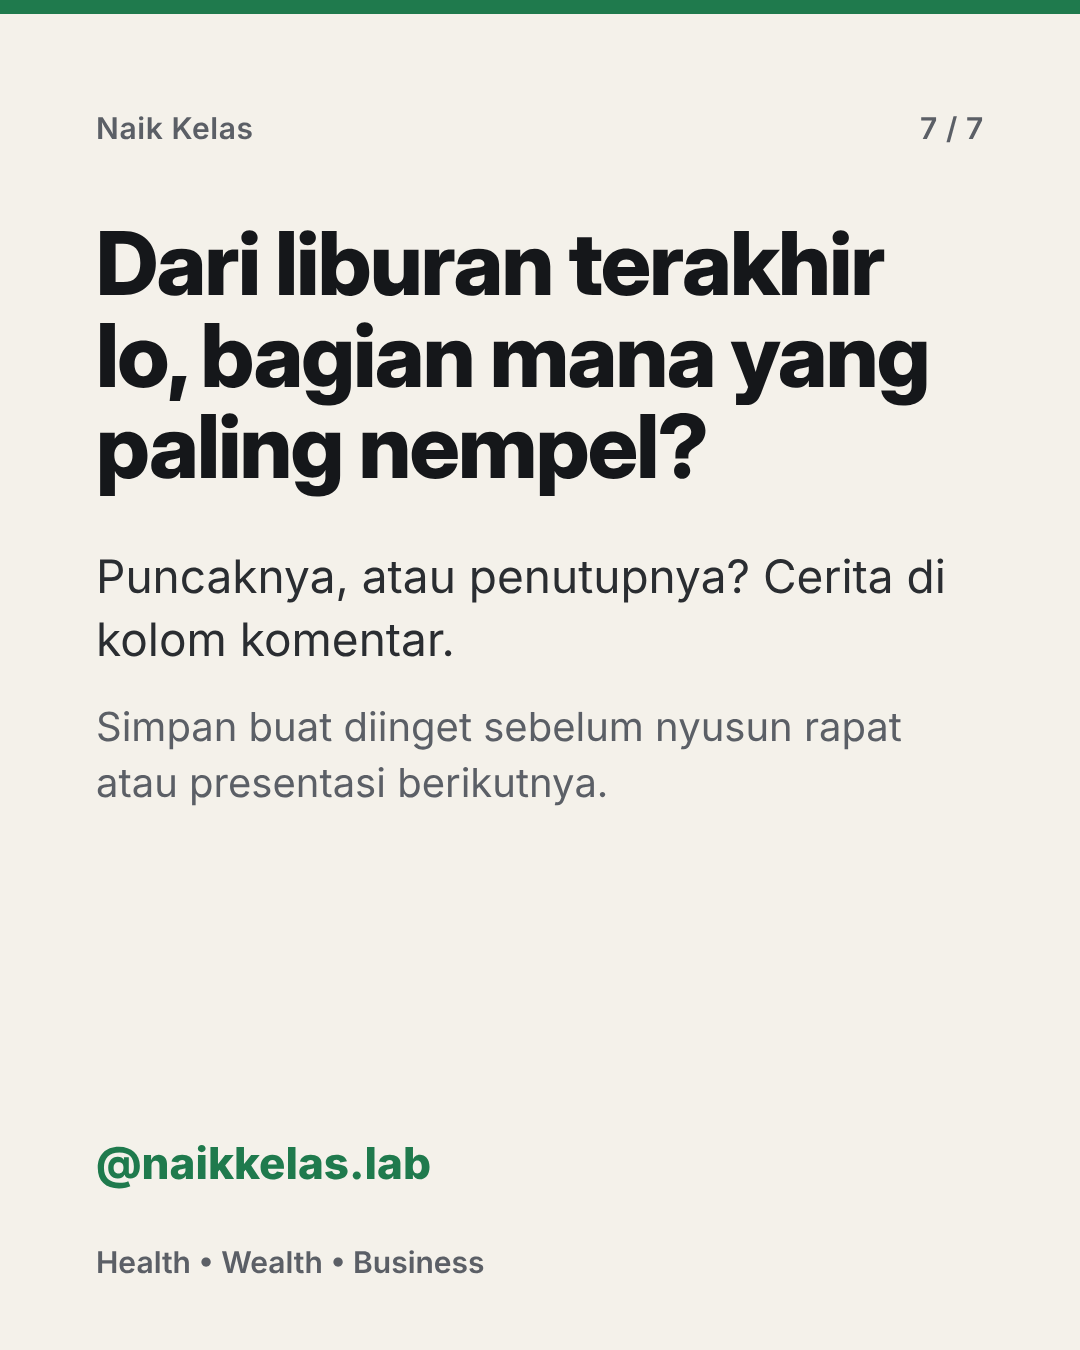 Naik Kelas
7 / 7
Dari liburan terakhir
lo, bagian mana yang
paling nempel?
Puncaknya, atau penutupnya? Cerita di
kolom komentar.
Simpan buat diinget sebelum nyusun rapat
atau presentasi berikutnya.
@naikkelas.lab
Health • Wealth • Business